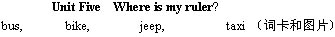 Unit Five   Where is my ruler?
bus,   bike,   jeep,   taxi （词卡和图片）